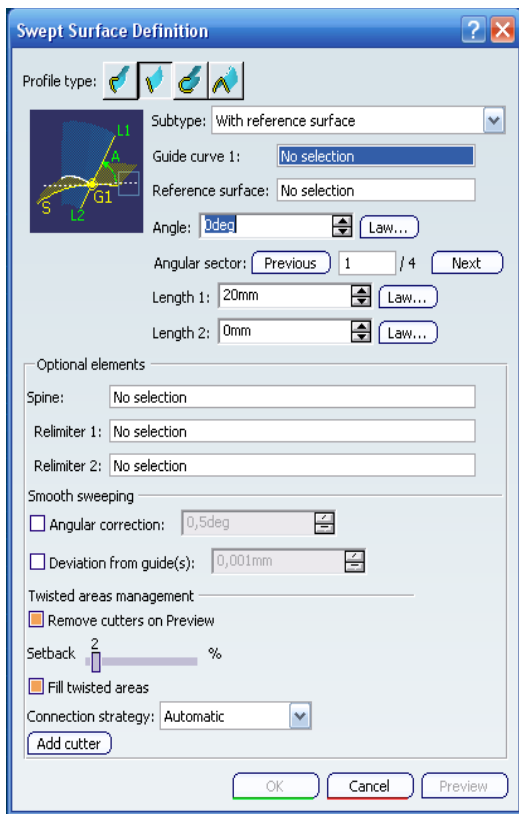 Swept Surface Definition
Profile type:
L1
A
G1
S
L2
Subtype: With reference surface
Guide curve 1: No selection
Reference surface: No selection
Angle: 0deg Law...
Angular sector: Previous 1 / 4 Next
Length 1: 20mm Law...
Length 2: 0mm Law...
Optional elements
Spine: No selection
Relimiter 1: No selection
Relimiter 2: No selection
Smooth sweeping
Angular correction: 0,5deg
Deviation from guide(s): 0,001mm
Twisted areas management
Remove cutters on Preview
2
Setback %
Fill twisted areas
Connection strategy: Automatic
Add cutter
OK Cancel Preview